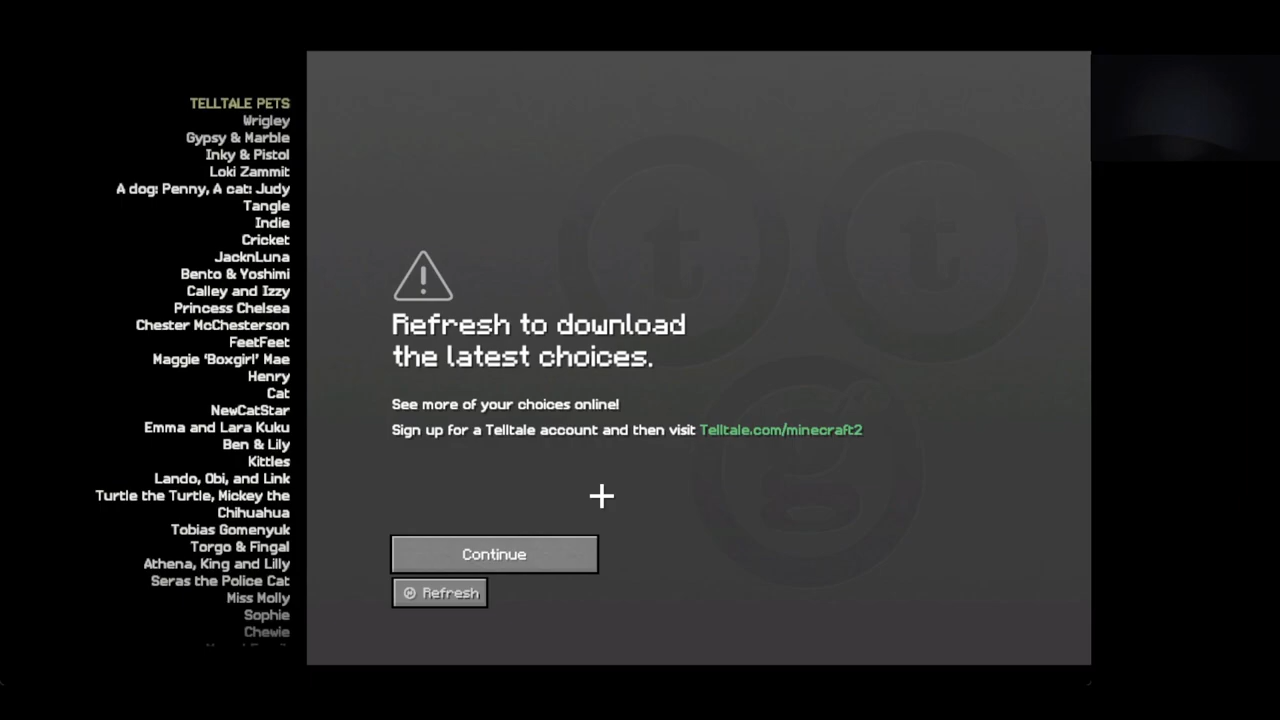 TELLTALE PETS
Wrigley
Gypsy & Marble
Inky & Pistol
Loki Zammit
A dog: Penny, A cat: Judy
Tangle
Indie
Cricket
JacknLuna
Bento & Yoshimi
Calley and Izzy
Princess Chelsea
Chester McChesterson
FeetFeet
Maggie 'Boxgirl' Mae
Henry
Cat
NewCatStar
Emma and Lara Kuku
Ben & Lily
Kittles
Lando, Obi, and Link
Turtle the Turtle, Mickey the
Chihuahua
Tobias Gomenyuk
Torgo & Fingal
Athena, King and Lilly
Seras the Police Cat
Miss Molly
Sophie
Chewie
Refresh to download
the latest choices.
See more of your choices online!
Sign up for a Telltale account and then visit Telltale.com/minecraft2
Continue
Refresh
t t
g